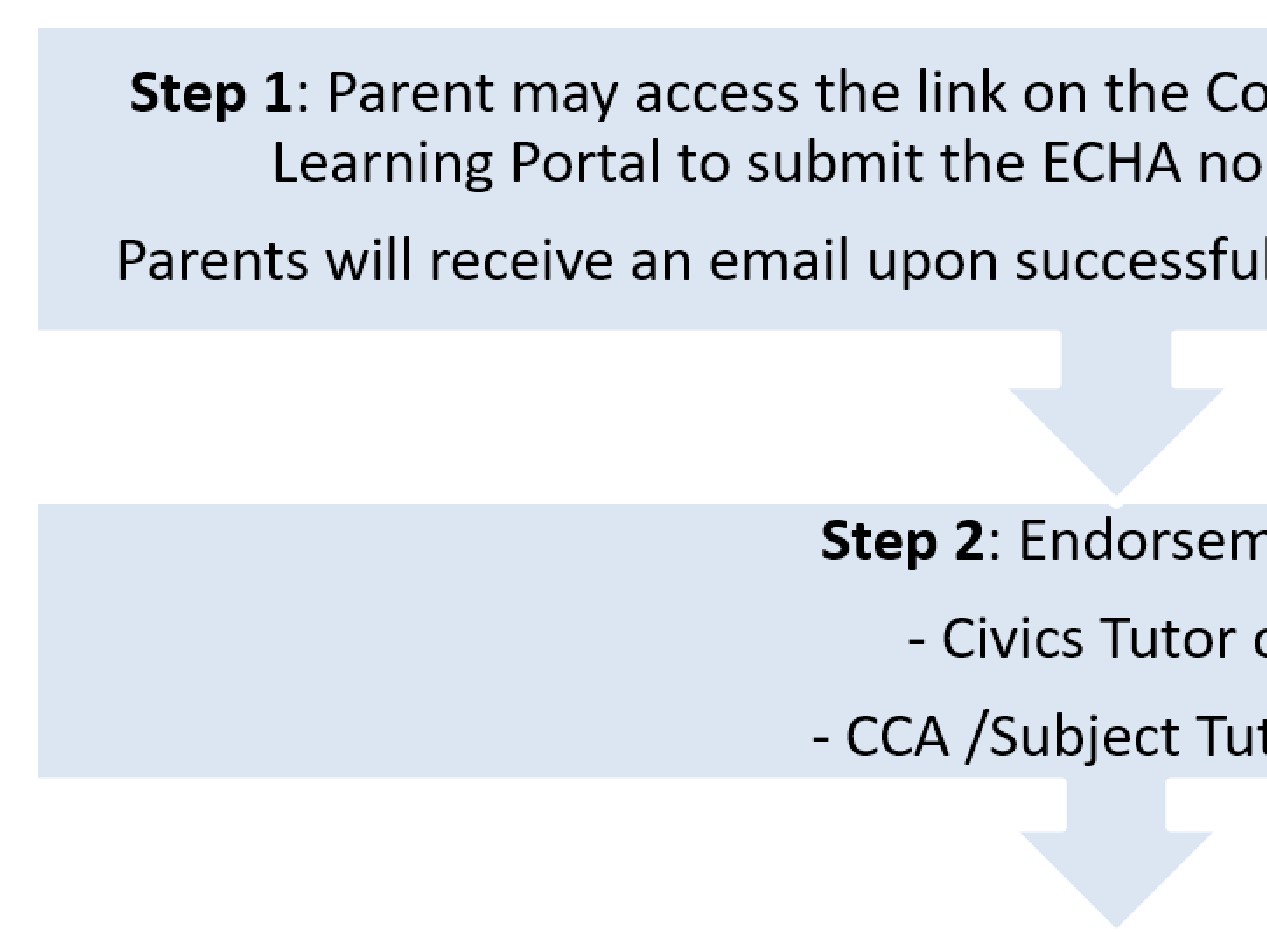 Step 1: Parent may access the link on the Co
Learning Portal to submit the ECHA no
Parents will receive an email upon successful
Step 2: Endorsem
- Civics Tutor
- CCA /Subject Tut